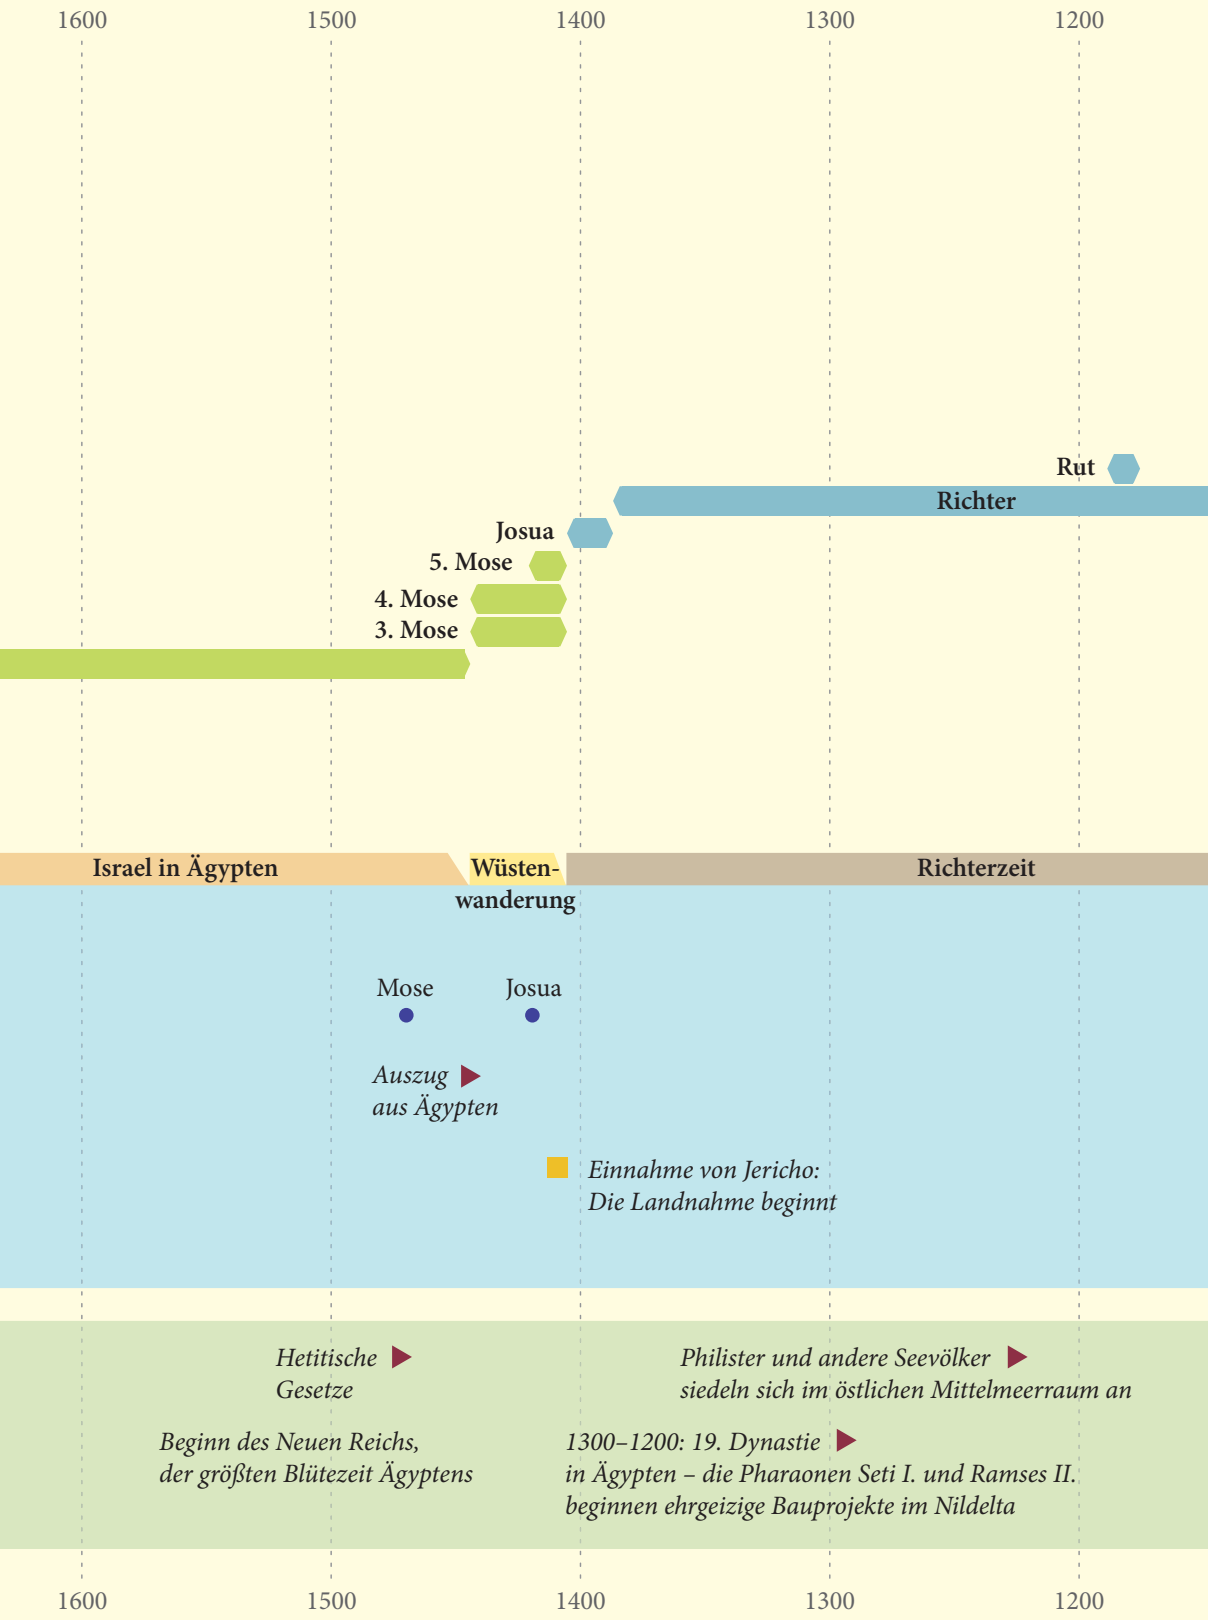 1600 1500 1400 1300 1200
Rut
Richter
Josua
5. Mose
4. Mose
3. Mose
Israel in Ägypten Wüsten- Richterzeit
wanderung
Mose Josua
Auszug
aus Ägypten
Einnahme von Jericho:
Die Landnahme beginnt
Hetitische
Gesetze
Philister und andere Seevölker
siedeln sich im östlichen Mittelmeerraum an
Beginn des Neuen Reichs,
der größten Blütezeit Ägyptens
1300–1200: 19. Dynastie
in Ägypten – die Pharaonen Seti I. und Ramses II.
beginnen ehrgeizige Bauprojekte im Nildelta
1600 1500 1400 1300 1200